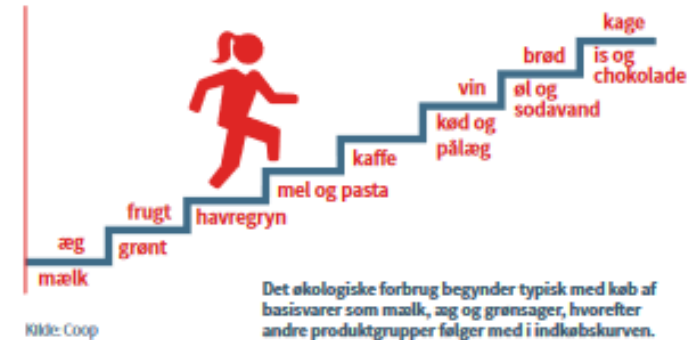 kage
brød
is og
chokolade
vin
øl og
sodavand
kød og
pålæg
kaffe
mel og pasta
frugt
havregryn
æg
grønt
mælk
Det økologiske forbrug begynder typisk med køb af
basisvarer som mælk, æg og grønsager, hvorefter
andre produktgrupper følger med i indkøbskurven.
Kilde: Coop